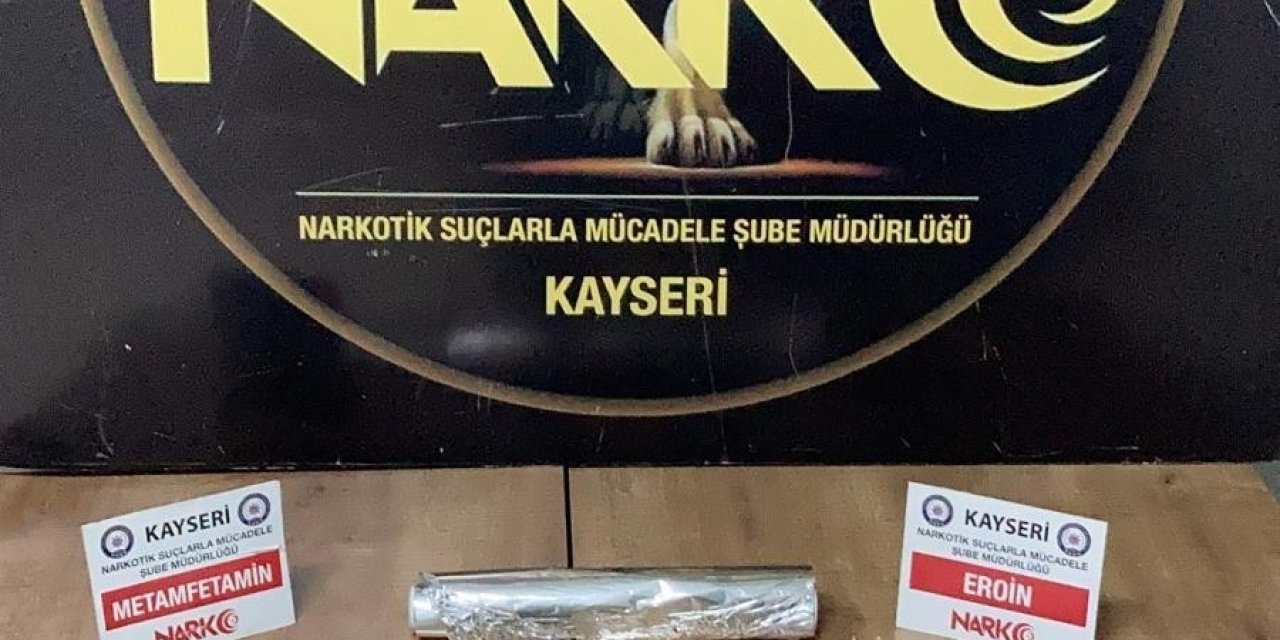 NARKO
NARKOTİK SUÇLARLA MÜCADELE ŞUBE MÜDÜRLÜĞÜ
KAYSERİ
KAYSERİ
NARKOTİK SUÇLARLA MÜCADELE
ŞUBE MÜDÜRLÜĞÜ
METAMFETAMİN
NARKO
KAYSERİ
NARKOTİK SUÇLARLA MÜCADELE
ŞUBE MÜDÜRLÜĞÜ
EROİN
NARKO